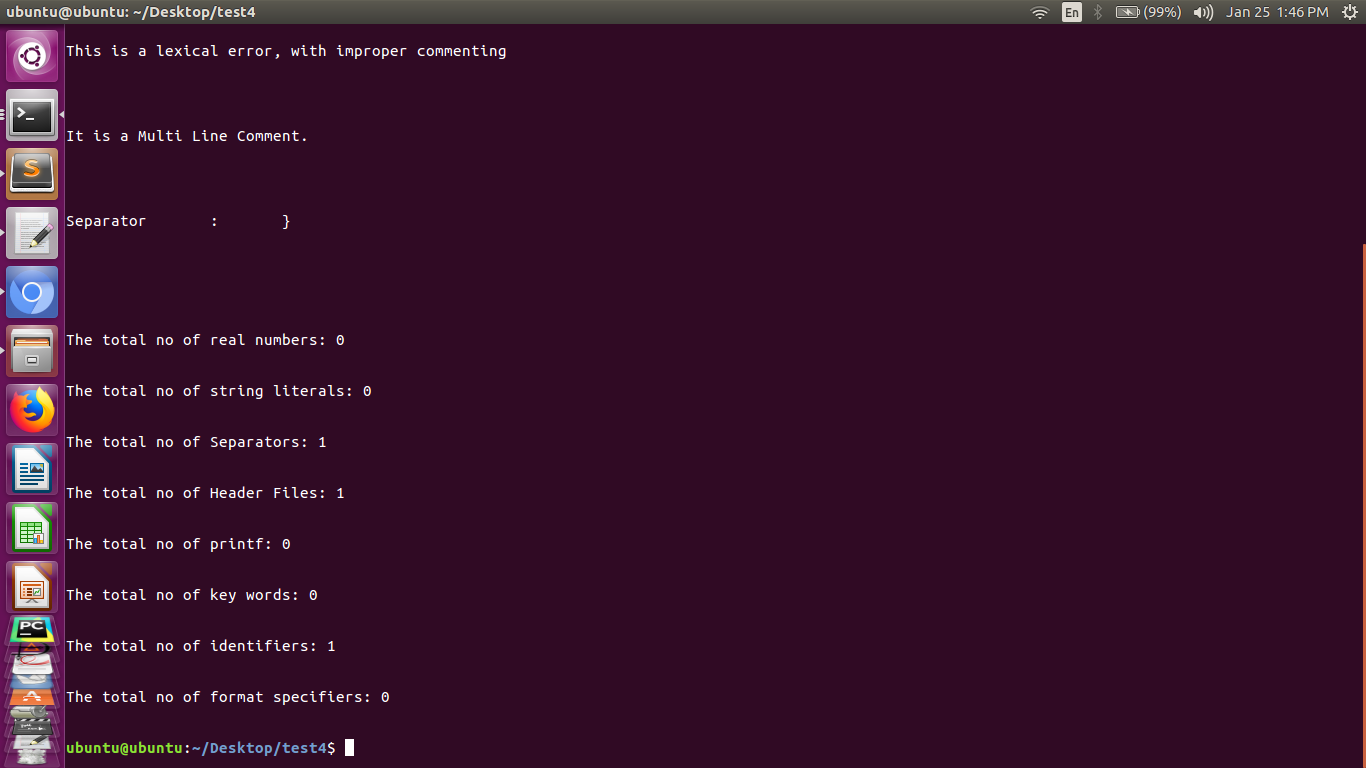 ubuntu@ubuntu: ~/Desktop/test4
En
(99%)
Jan 25 1:46 PM
This is a lexical error, with improper commenting
It is a Multi Line Comment.
Separator : }
The total no of real numbers: 0
The total no of string literals: 0
The total no of Separators: 1
The total no of Header Files: 1
The total no of printf: 0
The total no of key words: 0
The total no of identifiers: 1
The total no of format specifiers: 0
ubuntu@ubuntu:~/Desktop/test4$
>_
S
PC